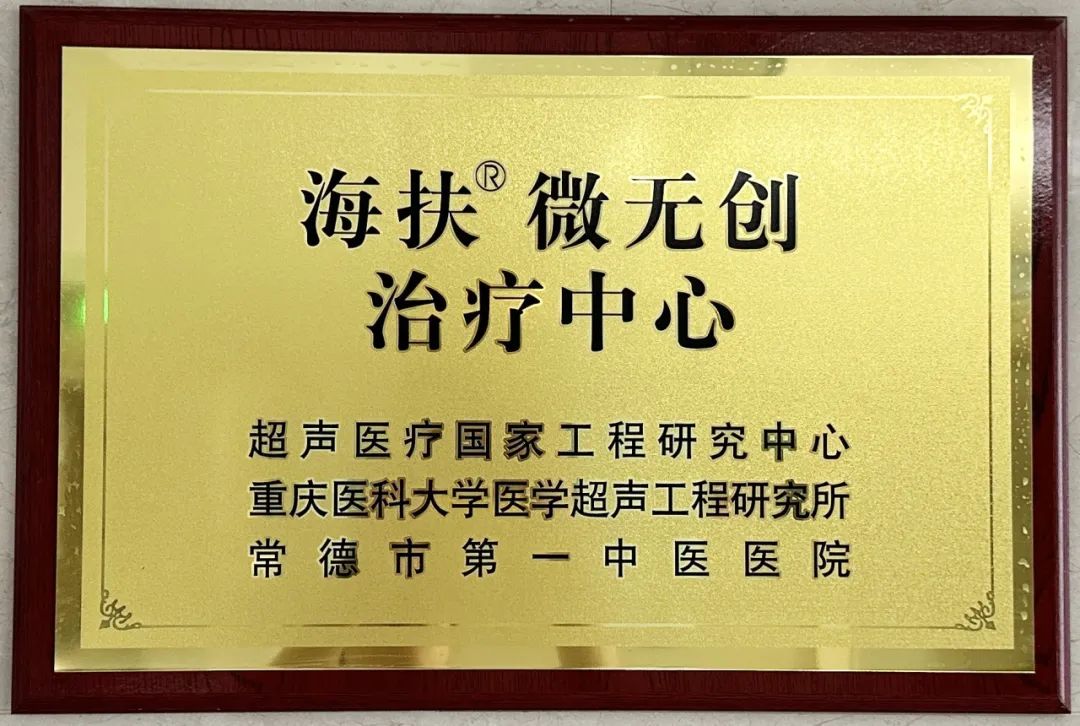 海扶® 微无创
治疗中心
超声医疗国家工程研究中心
重庆医科大学医学超声工程研究所
常德市第一中医医院